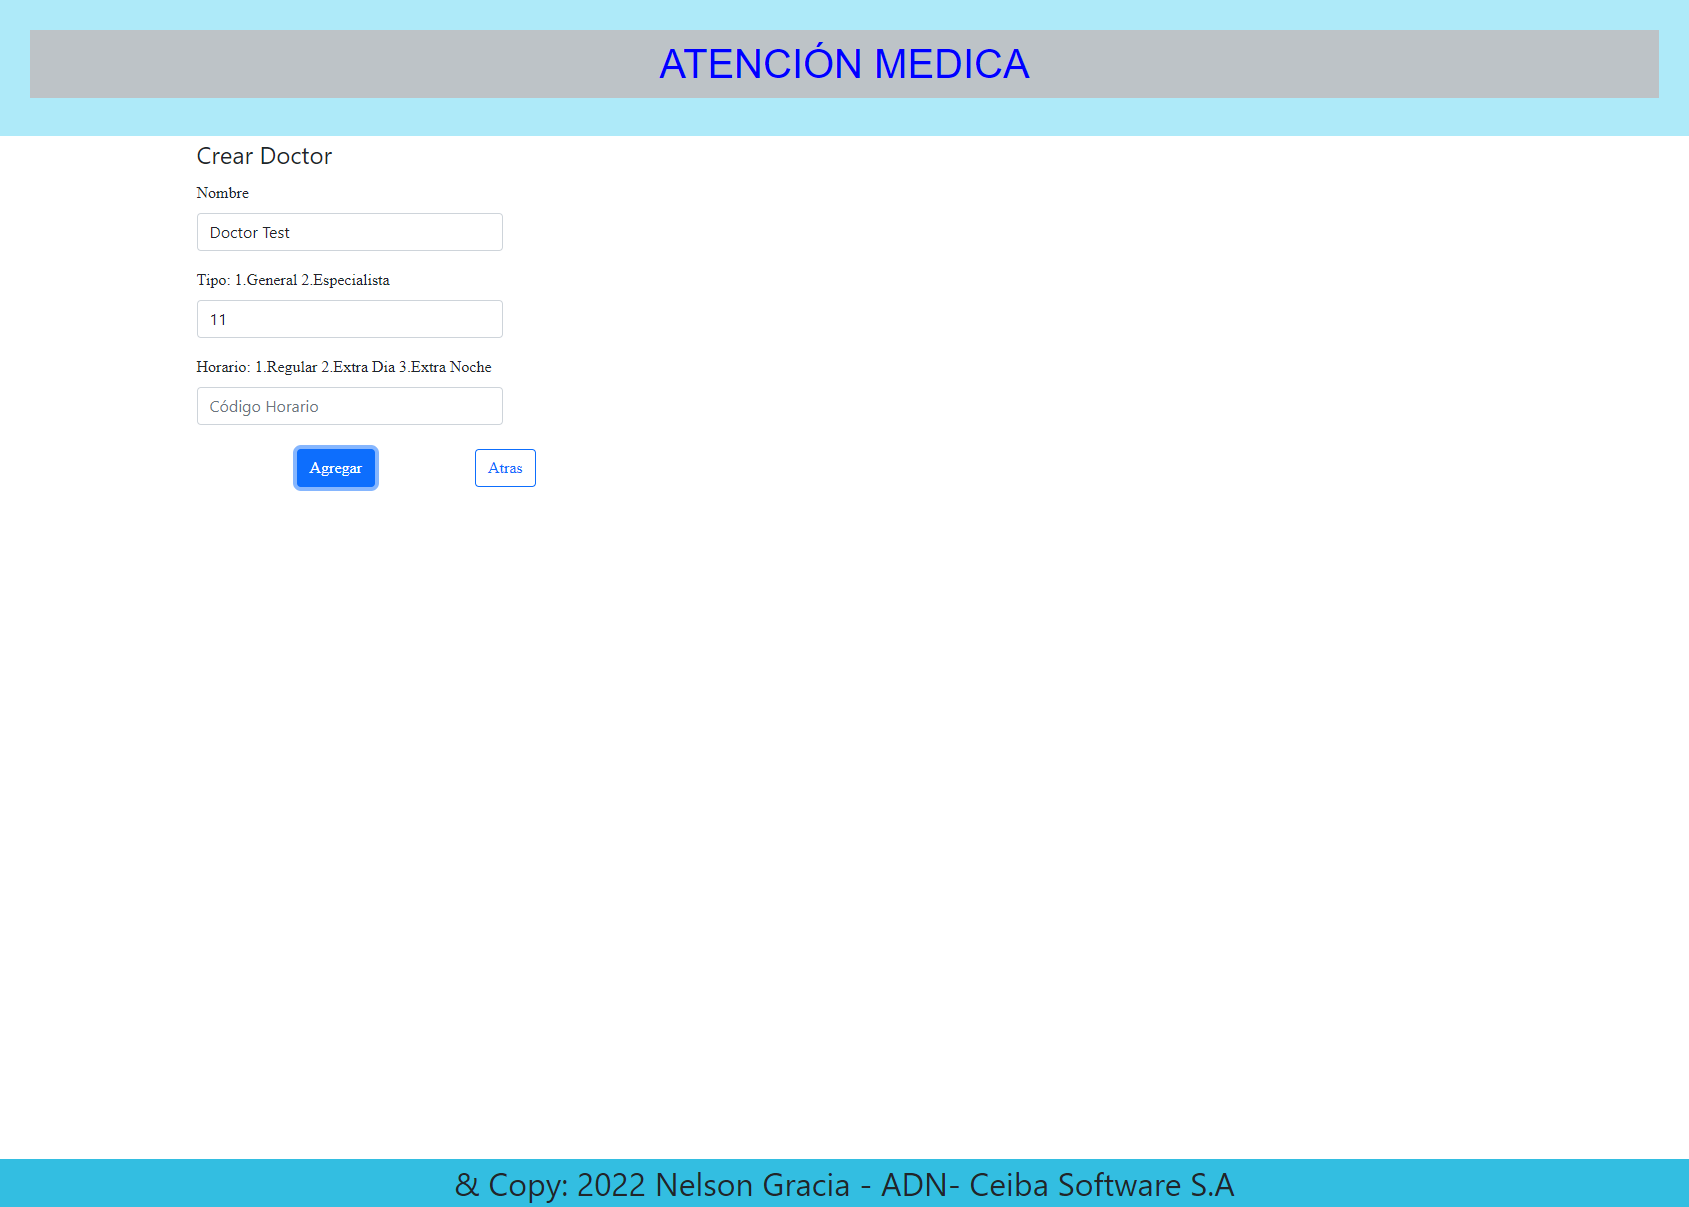 ATENCIÓN MEDICA
Crear Doctor
Nombre
Doctor Test
Tipo: 1.General 2.Especialista
11
Horario: 1.Regular 2.Extra Dia 3.Extra Noche
Código Horario
Agregar Atras
& Copy: 2022 Nelson Gracia - ADN- Ceiba Software S.A